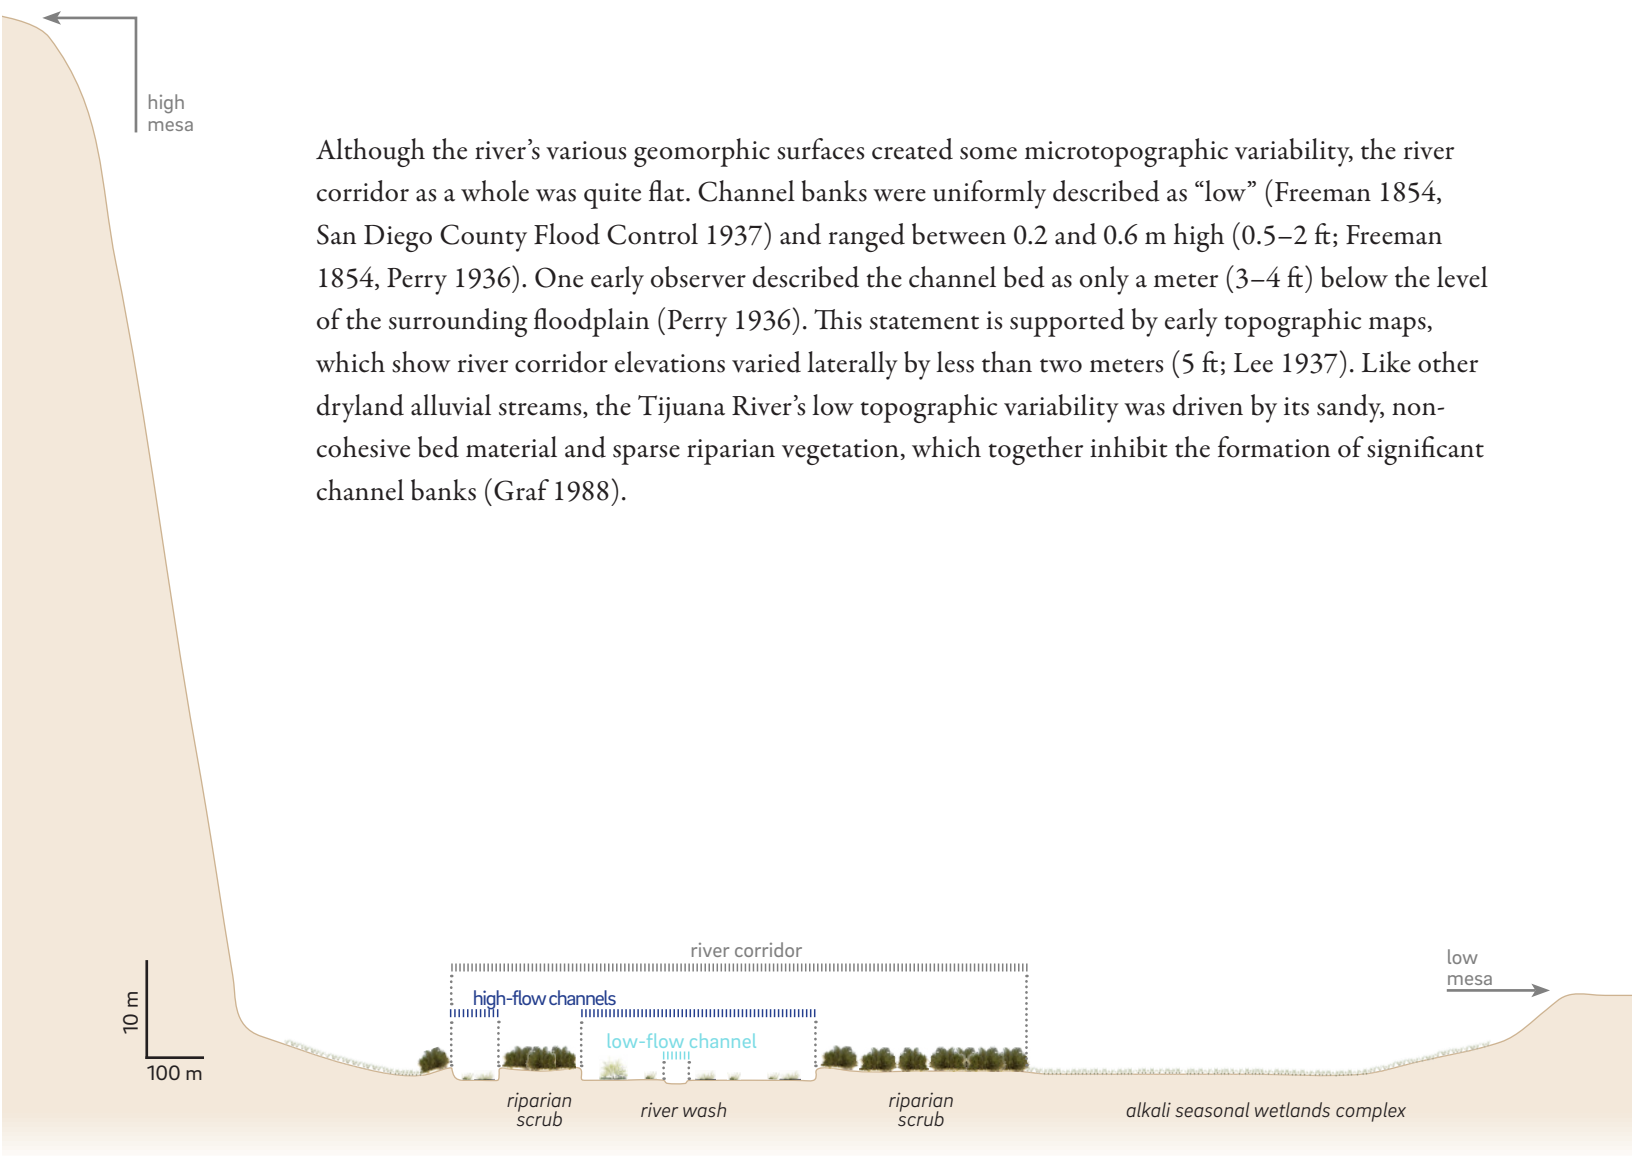 high
mesa
Although the river’s various geomorphic surfaces created some microtopographic variability, the river
corridor as a whole was quite flat. Channel banks were uniformly described as “low” (Freeman 1854,
San Diego County Flood Control 1937) and ranged between 0.2 and 0.6 m high (0.5–2 ft; Freeman
1854, Perry 1936). One early observer described the channel bed as only a meter (3–4 ft) below the level
of the surrounding floodplain (Perry 1936). This statement is supported by early topographic maps,
which show river corridor elevations varied laterally by less than two meters (5 ft; Lee 1937). Like other
dryland alluvial streams, the Tijuana River’s low topographic variability was driven by its sandy, non-
cohesive bed material and sparse riparian vegetation, which together inhibit the formation of significant
channel banks (Graf 1988).
river corridor
low
mesa
high-flow channels
low-flow channel
10 m
100 m
riparian
scrub
river wash
riparian
scrub
alkali seasonal wetlands complex